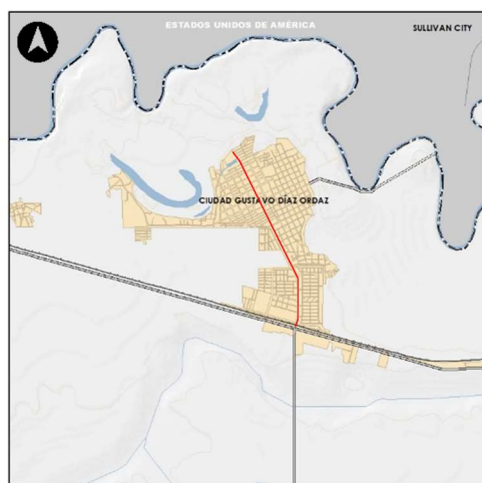 ESTADOS UNIDOS DE AMÉRICA
SULLIVAN CITY
CIUDAD GUSTAVO DÍAZ ORDAZ